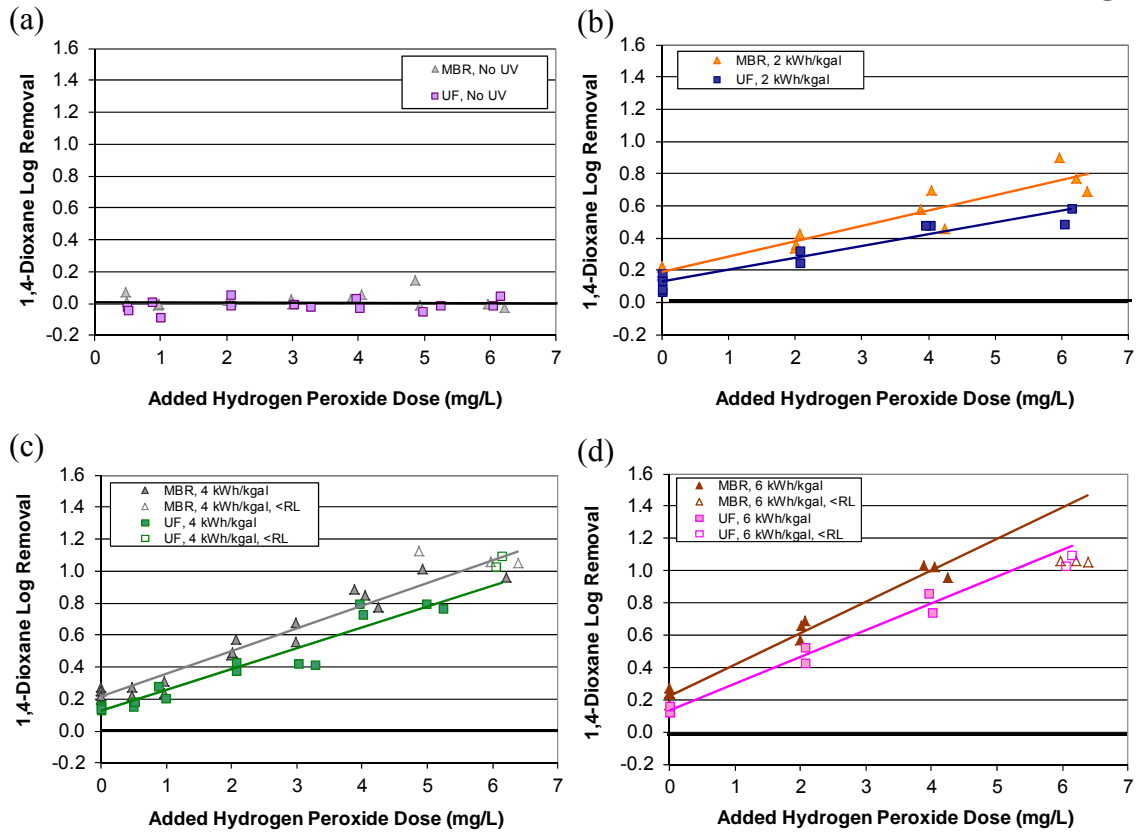 (a)
1.6
1.4
1.2
1.0
0.8
0.6
0.4
0.2
0.0
-0.2
1,4-Dioxane Log Removal
MBR, No UV
UF, No UV
0 1 2 3 4 5 6 7
Added Hydrogen Peroxide Dose (mg/L)
(b)
1.6
1.4
1.2
1.0
0.8
0.6
0.4
0.2
0.0
-0.2
1,4-Dioxane Log Removal
MBR, 2 kWh/kgal
UF, 2 kWh/kgal
0 1 2 3 4 5 6 7
Added Hydrogen Peroxide Dose (mg/L)
(c)
1.6
1.4
1.2
1.0
0.8
0.6
0.4
0.2
0.0
-0.2
1,4-Dioxane Log Removal
MBR, 4 kWh/kgal
MBR, 4 kWh/kgal, <RL
UF, 4 kWh/kgal
UF, 4 kWh/kgal, <RL
0 1 2 3 4 5 6 7
Added Hydrogen Peroxide Dose (mg/L)
(d)
1.6
1.4
1.2
1.0
0.8
0.6
0.4
0.2
0.0
-0.2
1,4-Dioxane Log Removal
MBR, 6 kWh/kgal
MBR, 6 kWh/kgal, <RL
UF, 6 kWh/kgal
UF, 6 kWh/kgal, <RL
0 1 2 3 4 5 6 7
Added Hydrogen Peroxide Dose (mg/L)